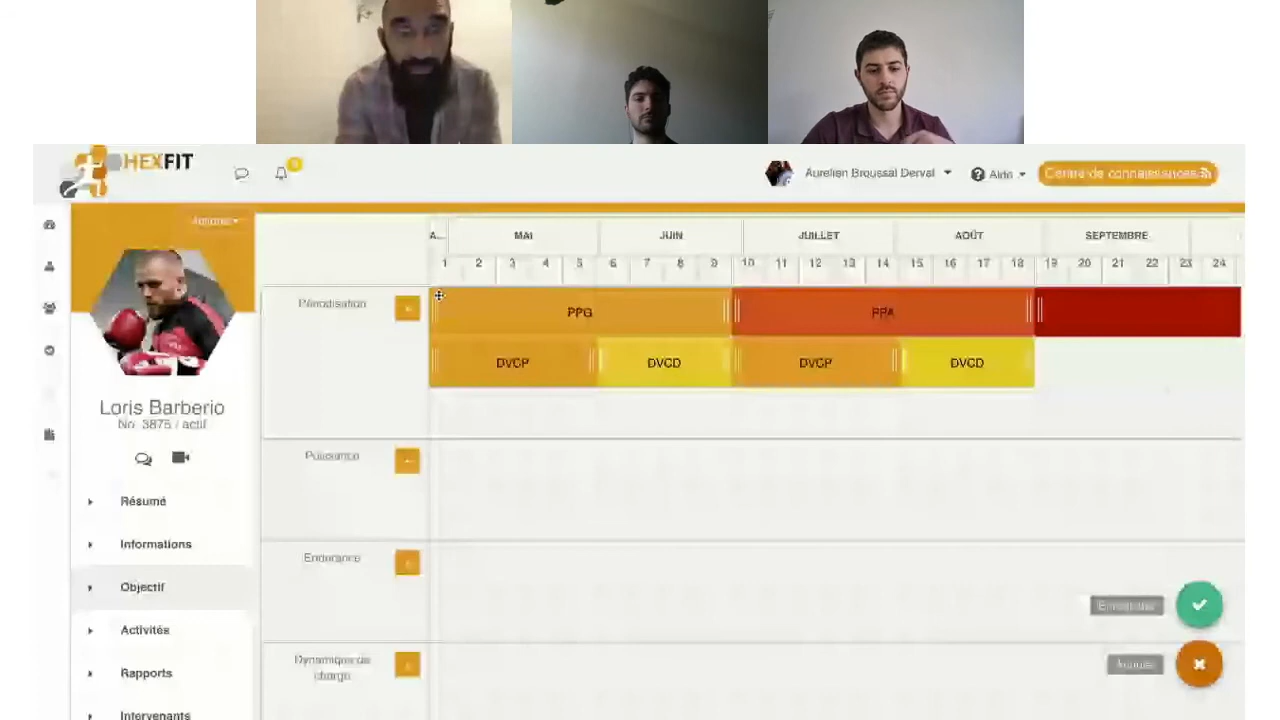 HEXFIT
Aurelien Broussal Derval
Aide
Centre de connaissances
Actions
A... MAI JUIN JUILLET AOÛT SEPTEMBRE
1 2 3 4 5 6 7 8 9 10 11 12 13 14 15 16 17 18 19 20 21 22 23 24
Périodisation
PPG PPA
DVCP DVCD DVCP DVCD
Loris Barberio
No. 3875 / actif
Puissance
Résumé
Informations
Endurance
Objectif
Enregistrer
Activités
Dynamique de
charge
Annuler
Rapports
Intervenants